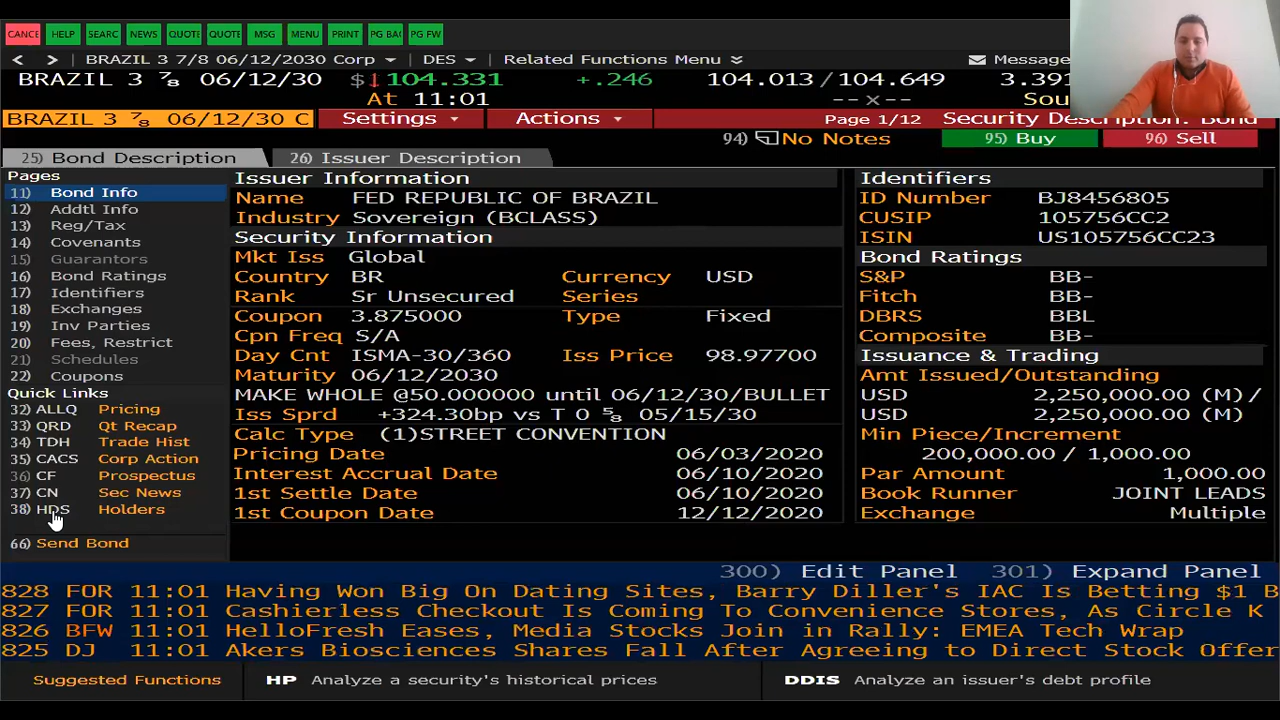 CANCE HELP SEARC NEWS QUOTE QUOTE MSG MENU PRINT PG BAC PG FW
< > BRAZIL 3 7/8 06/12/2030 Corp DES Related Functions Menu Message
BRAZIL 3 ⅞ 06/12/30 $↓104.331 +.246 104.013/104.649 3.391
At 11:01 --x-- Sou
BRAZIL 3 ⅞ 06/12/30 C Settings Actions Page 1/12 Security Description: Bond
94) No Notes 95) Buy 96) Sell
25) Bond Description 26) Issuer Description
Pages
11) Bond Info
12) Addtl Info
13) Reg/Tax
14) Covenants
15) Guarantors
16) Bond Ratings
17) Identifiers
18) Exchanges
19) Inv Parties
20) Fees, Restrict
21) Schedules
22) Coupons
Quick Links
32) ALLQ Pricing
33) QRD Qt Recap
34) TDH Trade Hist
35) CACS Corp Action
36) CF Prospectus
37) CN Sec News
38) HDS Holders
66) Send Bond
Issuer Information
Name FED REPUBLIC OF BRAZIL
Industry Sovereign (BCLASS)
Security Information
Mkt Iss Global
Country BR Currency USD
Rank Sr Unsecured Series
Coupon 3.875000 Type Fixed
Cpn Freq S/A
Day Cnt ISMA-30/360 Iss Price 98.97700
Maturity 06/12/2030
MAKE WHOLE @50.000000 until 06/12/30/BULLET
Iss Sprd +324.30bp vs T 0 ⅝ 05/15/30
Calc Type (1)STREET CONVENTION
Pricing Date 06/03/2020
Interest Accrual Date 06/10/2020
1st Settle Date 06/10/2020
1st Coupon Date 12/12/2020
Identifiers
ID Number BJ8456805
CUSIP 105756CC2
ISIN US105756CC23
Bond Ratings
S&P BB-
Fitch BB-
DBRS BBL
Composite BB-
Issuance & Trading
Amt Issued/Outstanding
USD 2,250,000.00 (M) /
USD 2,250,000.00 (M)
Min Piece/Increment
200,000.00 / 1,000.00
Par Amount 1,000.00
Book Runner JOINT LEADS
Exchange Multiple
300) Edit Panel 301) Expand Panel
828 FOR 11:01 Having Won Big On Dating Sites, Barry Diller's IAC Is Betting $1 B
827 FOR 11:01 Cashierless Checkout Is Coming To Convenience Stores, As Circle K
826 BFW 11:01 HelloFresh Eases, Media Stocks Join in Rally: EMEA Tech Wrap
825 DJ 11:01 Akers Biosciences Shares Fall After Agreeing to Direct Stock Offer
Suggested Functions HP Analyze a security's historical prices DDIS Analyze an issuer's debt profile